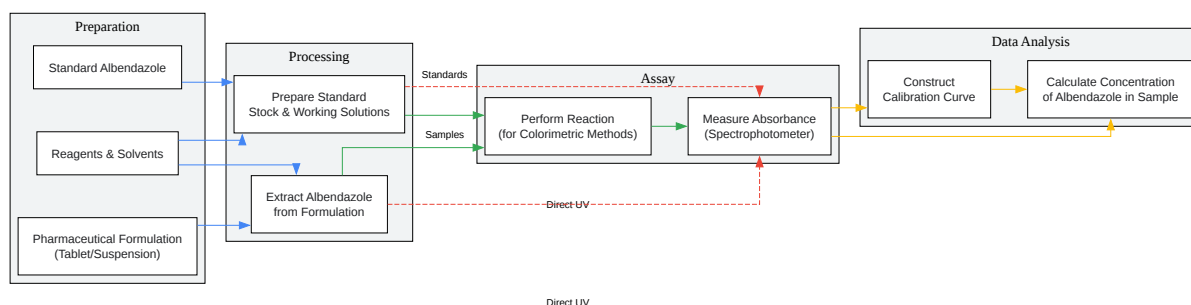 Preparation
Standard Albendazole
Reagents & Solvents
Pharmaceutical Formulation
(Tablet/Suspension)
Processing
Prepare Standard
Stock & Working Solutions
Extract Albendazole
from Formulation
Standards
Samples
Direct UV
Direct UV
Assay
Perform Reaction
(for Colorimetric Methods)
Measure Absorbance
(Spectrophotometer)
Data Analysis
Construct
Calibration Curve
Calculate Concentration
of Albendazole in Sample